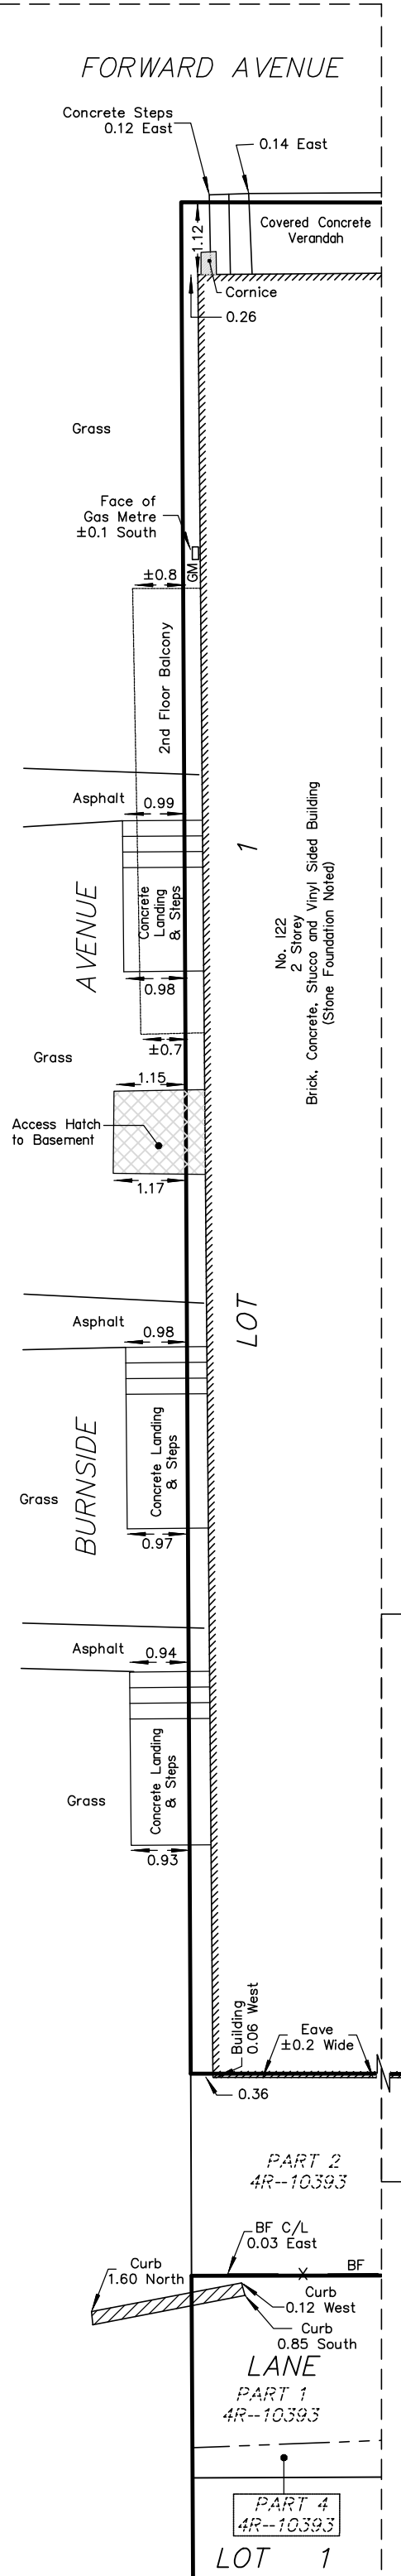 FORWARD AVENUE
Concrete Steps
0.12 East
0.14 East
1.12
Covered Concrete
Verandah
Cornice
0.26
Grass
Face of
Gas Metre
±0.1 South
GM
±0.8
2nd Floor Balcony
Asphalt
0.99
Concrete
Landing
& Steps
0.98
±0.7
AVENUE
1
No. 122
2 Storey
Brick, Concrete, Stucco and Vinyl Sided Building
(Stone Foundation Noted)
Grass
1.15
Access Hatch
to Basement
1.17
LOT
Asphalt
0.98
Concrete Landing
& Steps
0.97
BURNSIDE
Grass
Asphalt
0.94
Concrete Landing
& Steps
0.93
Grass
Building
0.06 West
Eave
±0.2 Wide
0.36
PART 2
4R--10393
BF C/L
0.03 East
BF
X
Curb
1.60 North
Curb
0.12 West
Curb
0.85 South
LANE
PART 1
4R--10393
PART 4
4R--10393
LOT 1